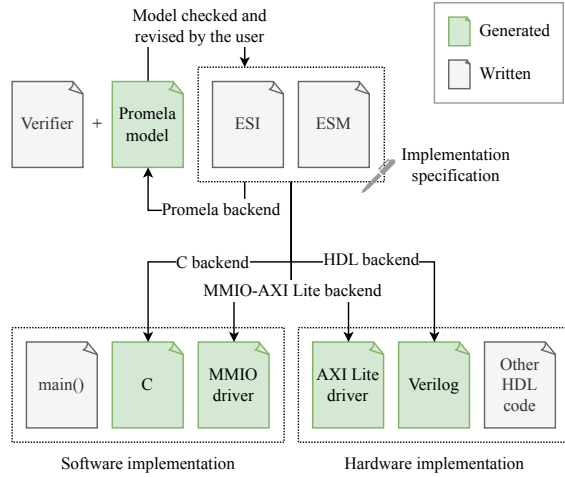 Model checked and
revised by the user
Generated
Written
Verifier
+
Promela
model
ESI
ESM
Implementation
specification
Promela backend
C backend
HDL backend
MMIO-AXI Lite backend
main()
C
MMIO
driver
AXI Lite
driver
Verilog
Other
HDL
code
Software implementation
Hardware implementation